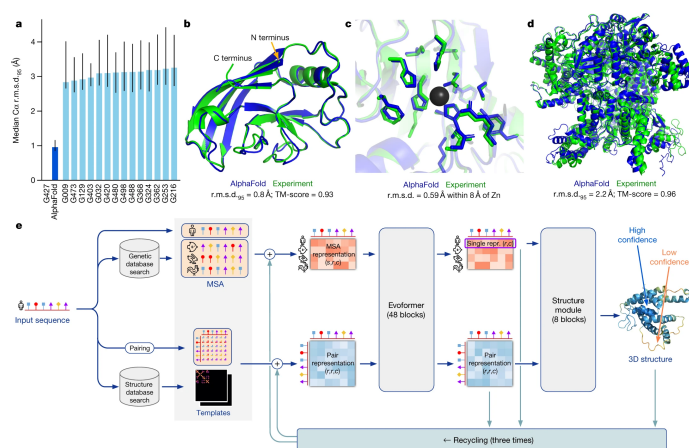 a
Median Cα r.m.s.d.95 (Å)
4
3
2
1
0
G427
AlphaFold
G009
G473
G129
G403
G032
G420
G480
G498
G488
G368
G324
G362
G253
G216
b
N terminus
C terminus
AlphaFold Experiment
r.m.s.d.95 = 0.8 Å; TM-score = 0.93
c
AlphaFold Experiment
r.m.s.d. = 0.59 Å within 8 Å of Zn
d
AlphaFold Experiment
r.m.s.d.95 = 2.2 Å; TM-score = 0.96
e
Input sequence
Genetic
database
search
MSA
Pairing
Structure
database
search
Templates
+
+
MSA
representation
(s,r,c)
Pair
representation
(r,r,c)
Evoformer
(48 blocks)
Single repr. (r,c)
Pair
representation
(r,r,c)
Structure
module
(8 blocks)
High
confidence
Low
confidence
3D structure
← Recycling (three times)